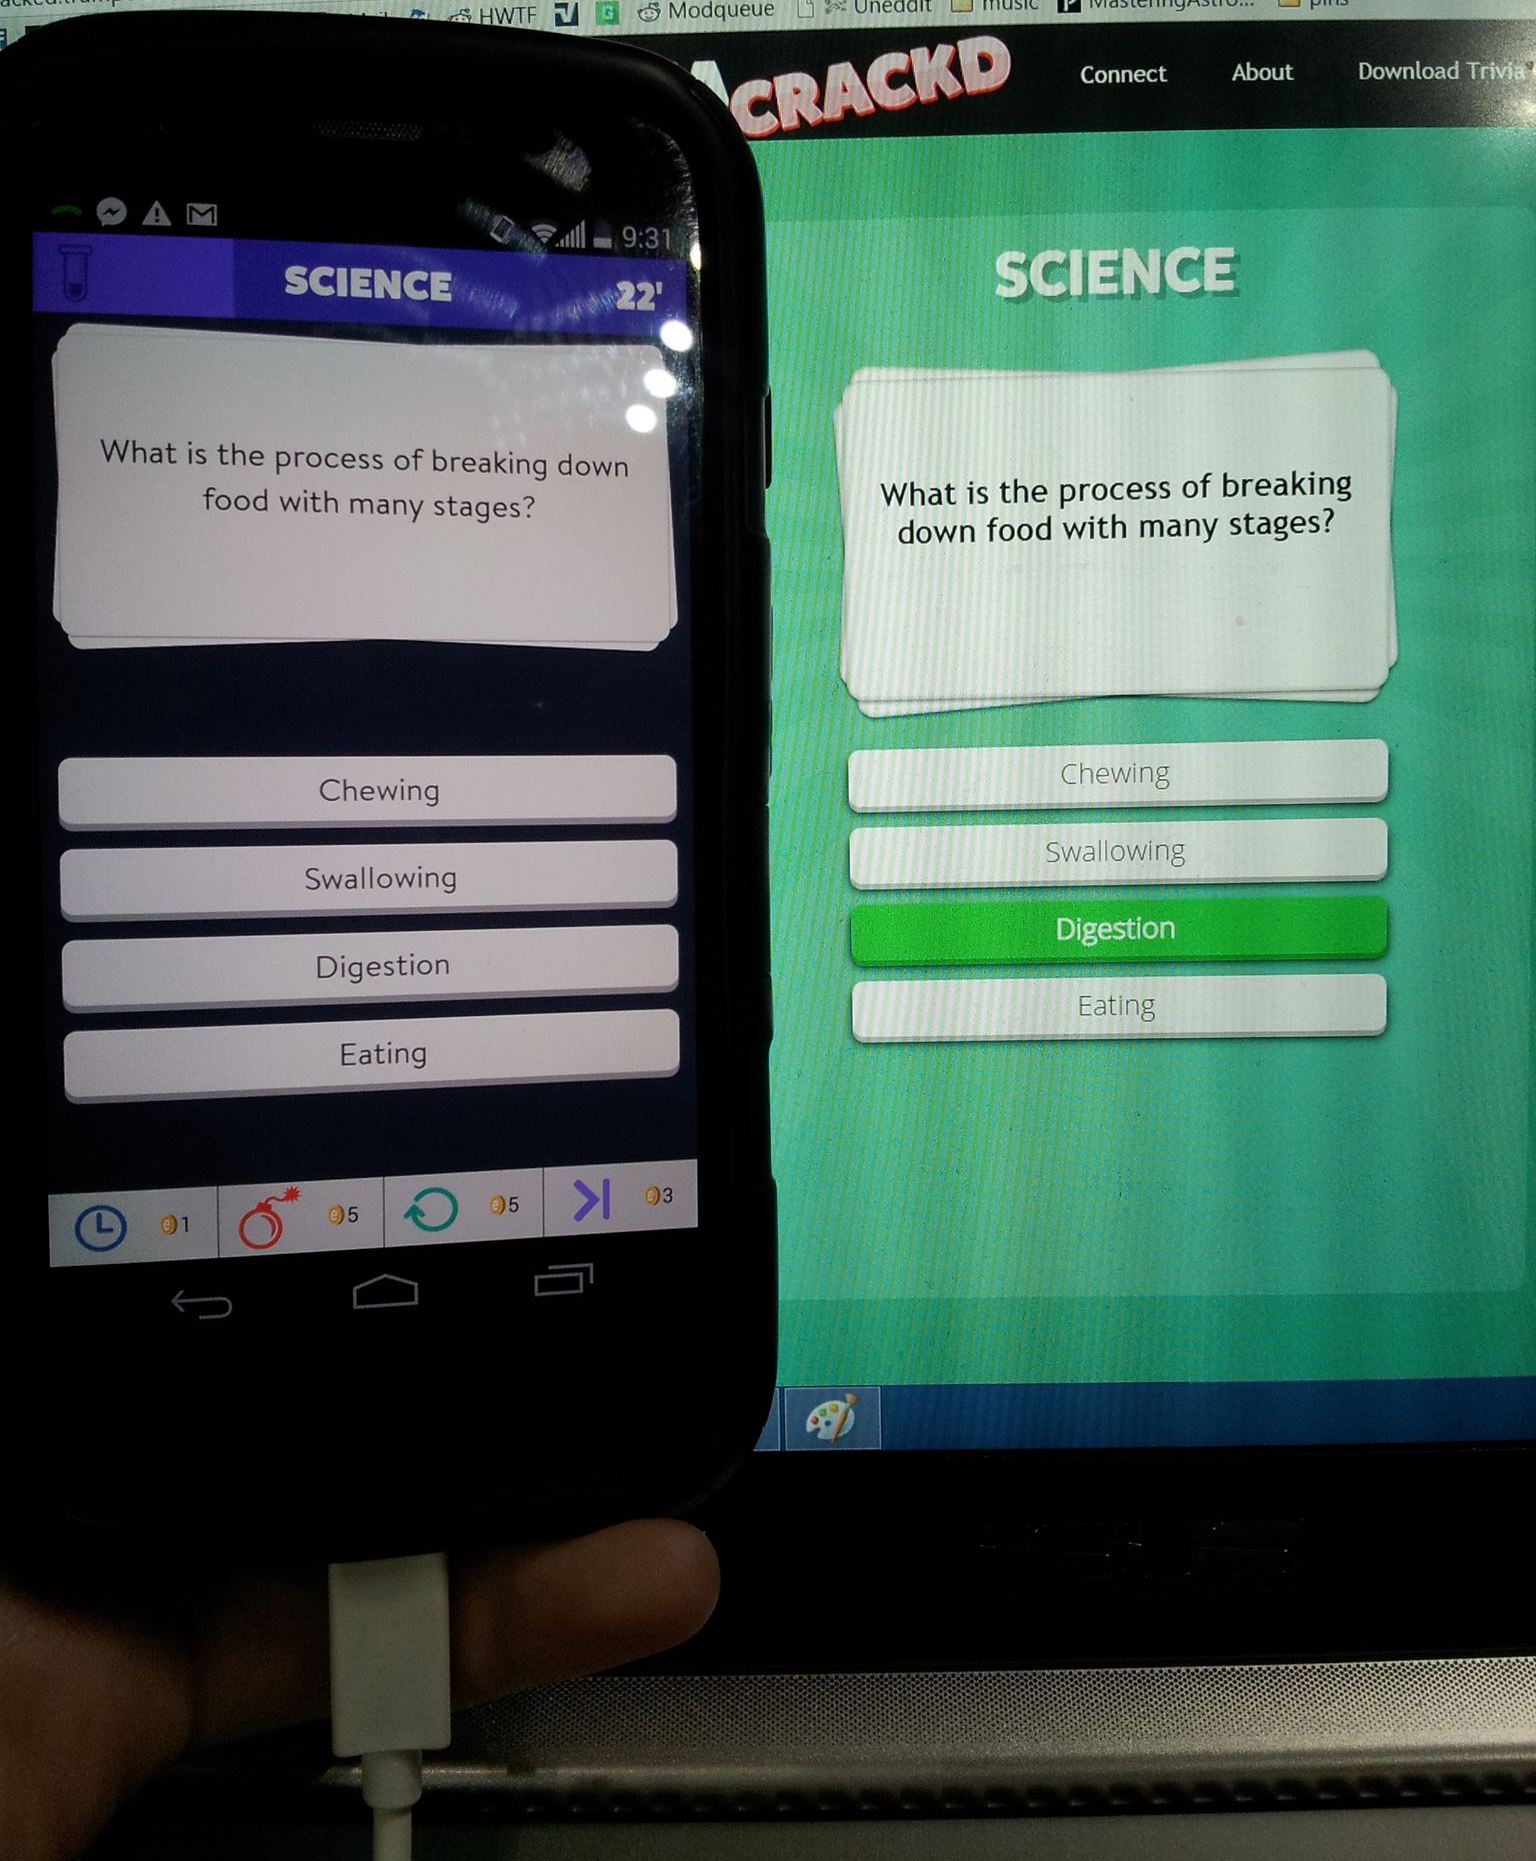 HWTF
Modqueue
Uneddit
music
MasteringAstro...
pins
CRACKD
Connect
About
Download Trivia
9:31
SCIENCE
22'
What is the process of breaking down
food with many stages?
Chewing
Swallowing
Digestion
Eating
1
5
5
3
SCIENCE
What is the process of breaking
down food with many stages?
Chewing
Swallowing
Digestion
Eating